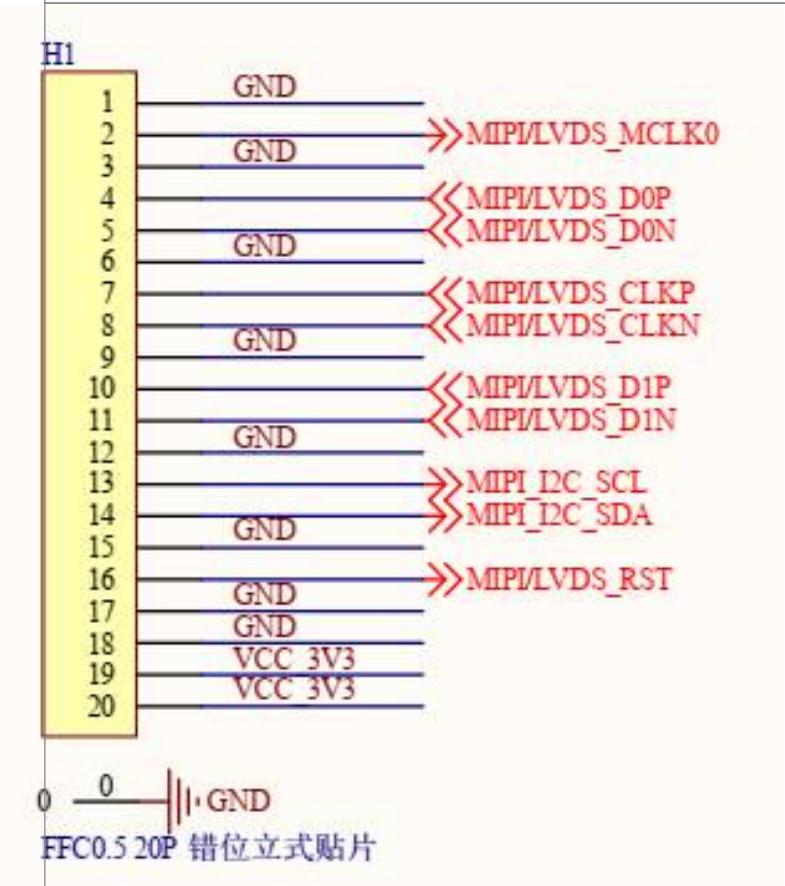 H1
1 GND
2 MIPI/LVDS_MCLK0
3 GND
4 MIPI/LVDS_D0P
5 MIPI/LVDS_D0N
6 GND
7 MIPI/LVDS_CLKP
8 MIPI/LVDS_CLKN
9 GND
10 MIPI/LVDS_D1P
11 MIPI/LVDS_D1N
12 GND
13 MIPI_I2C_SCL
14 MIPI_I2C_SDA
15 GND
16 MIPI/LVDS_RST
17 GND
18 GND
19 VCC_3V3
20 VCC_3V3
0 0 GND
FFC0.5 20P 错位立式贴片